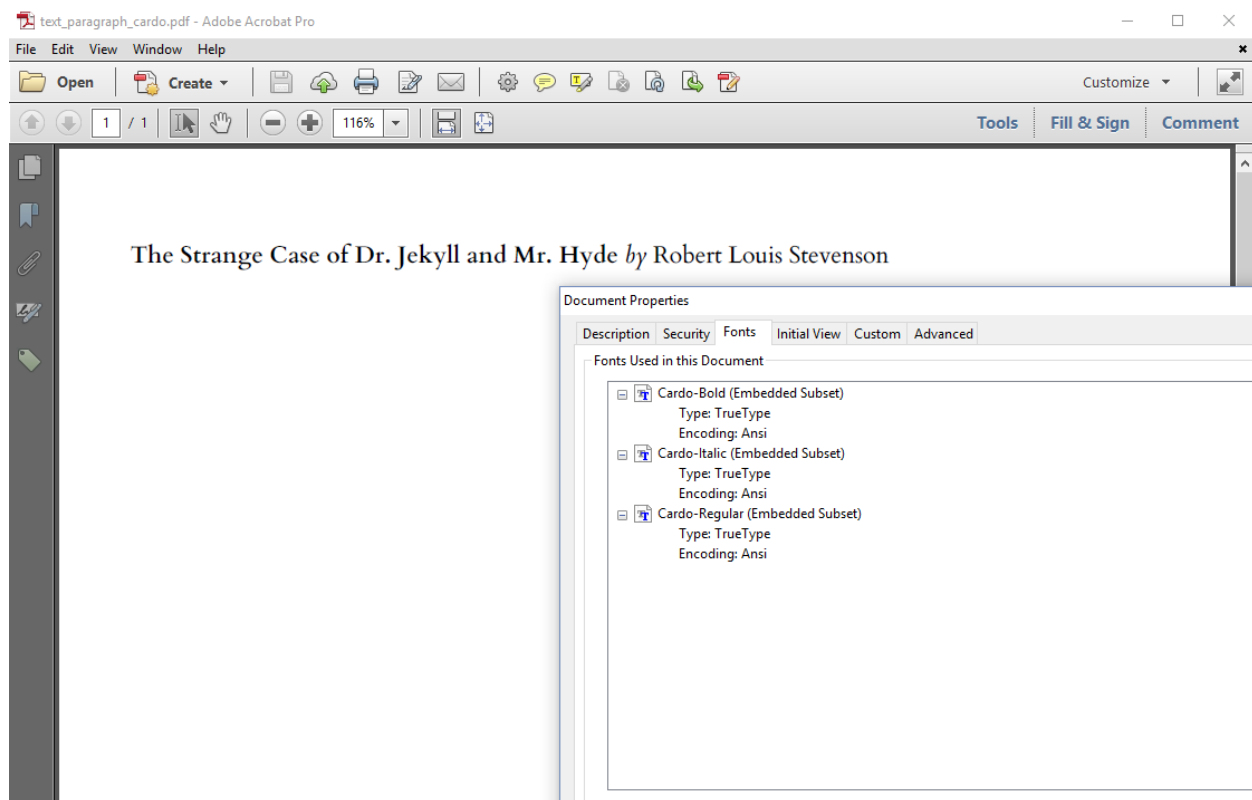 text_paragraph_cardo.pdf - Adobe Acrobat Pro
File Edit View Window Help
Open Create Customize
1 / 1 116% Tools Fill & Sign Comment
The Strange Case of Dr. Jekyll and Mr. Hyde by Robert Louis Stevenson
Document Properties
Description Security Fonts Initial View Custom Advanced
Fonts Used in this Document
Cardo-Bold (Embedded Subset)
Type: TrueType
Encoding: Ansi
Cardo-Italic (Embedded Subset)
Type: TrueType
Encoding: Ansi
Cardo-Regular (Embedded Subset)
Type: TrueType
Encoding: Ansi